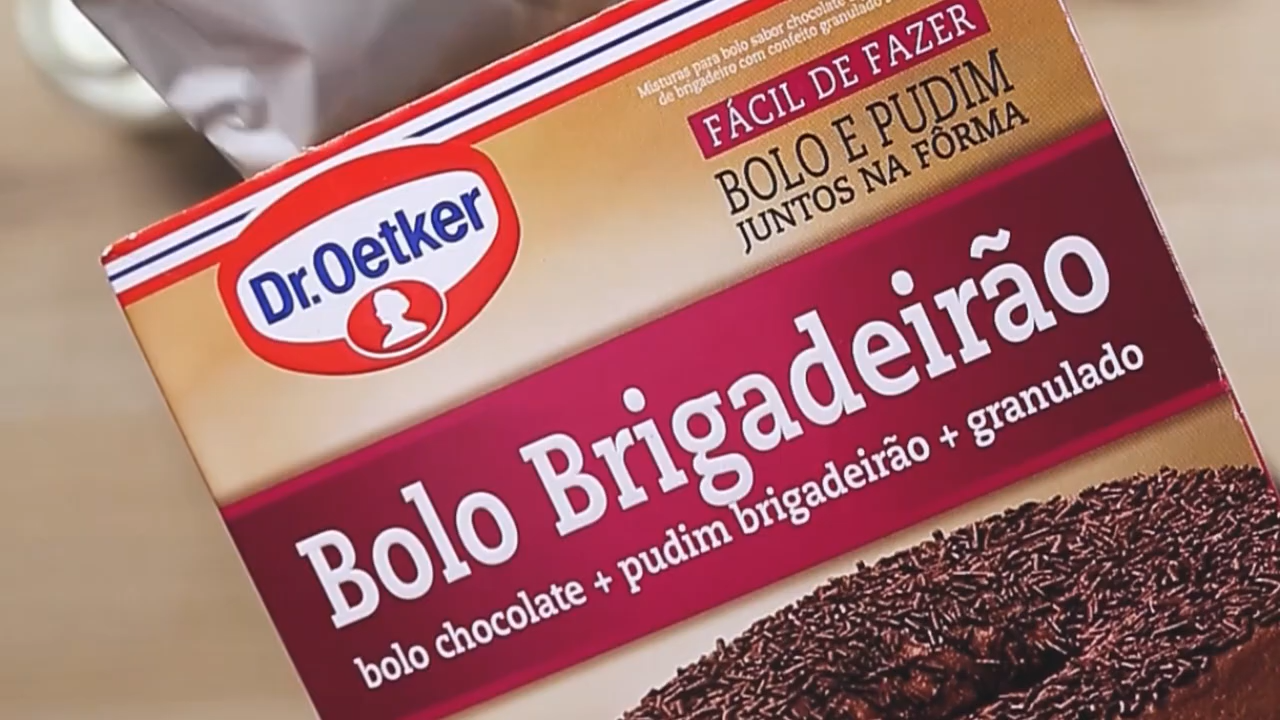 Misturas para bolo sabor chocolate
de brigadeiro com confeito granulado
FÁCIL DE FAZER
BOLO E PUDIM
JUNTOS NA FÔRMA
Dr.Oetker
Bolo Brigadeirão
bolo chocolate + pudim brigadeirão + granulado